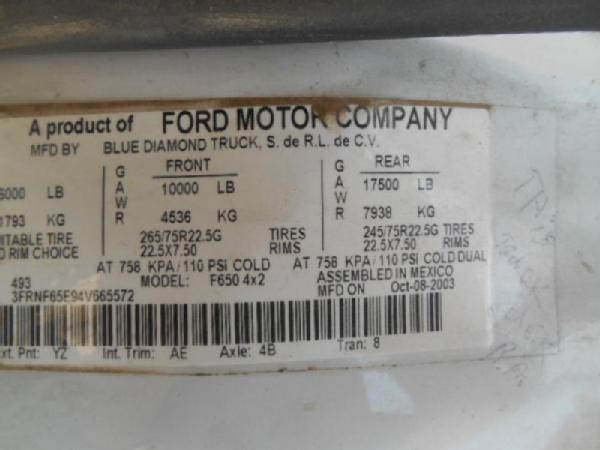 A product of FORD MOTOR COMPANY
MFD BY BLUE DIAMOND TRUCK, S. de R.L. de C.V.
G FRONT G REAR
6000 LB A 10000 LB A 17500 LB
W W
1793 KG R 4536 KG R 7938 KG
ITABLE TIRE 265/75R22.5G TIRES 245/75R22.5G TIRES
D RIM CHOICE 22.5X7.50 RIMS 22.5X7.50 RIMS
AT 758 KPA/110 PSI COLD AT 758 KPA/110 PSI COLD DUAL
493 MODEL: F650 4x2 ASSEMBLED IN MEXICO
3FRNF65E94V665572 MFD ON Oct-08-2003
Ext. Pnt: YZ Int. Trim: AE Axle: 4B Tran: 8